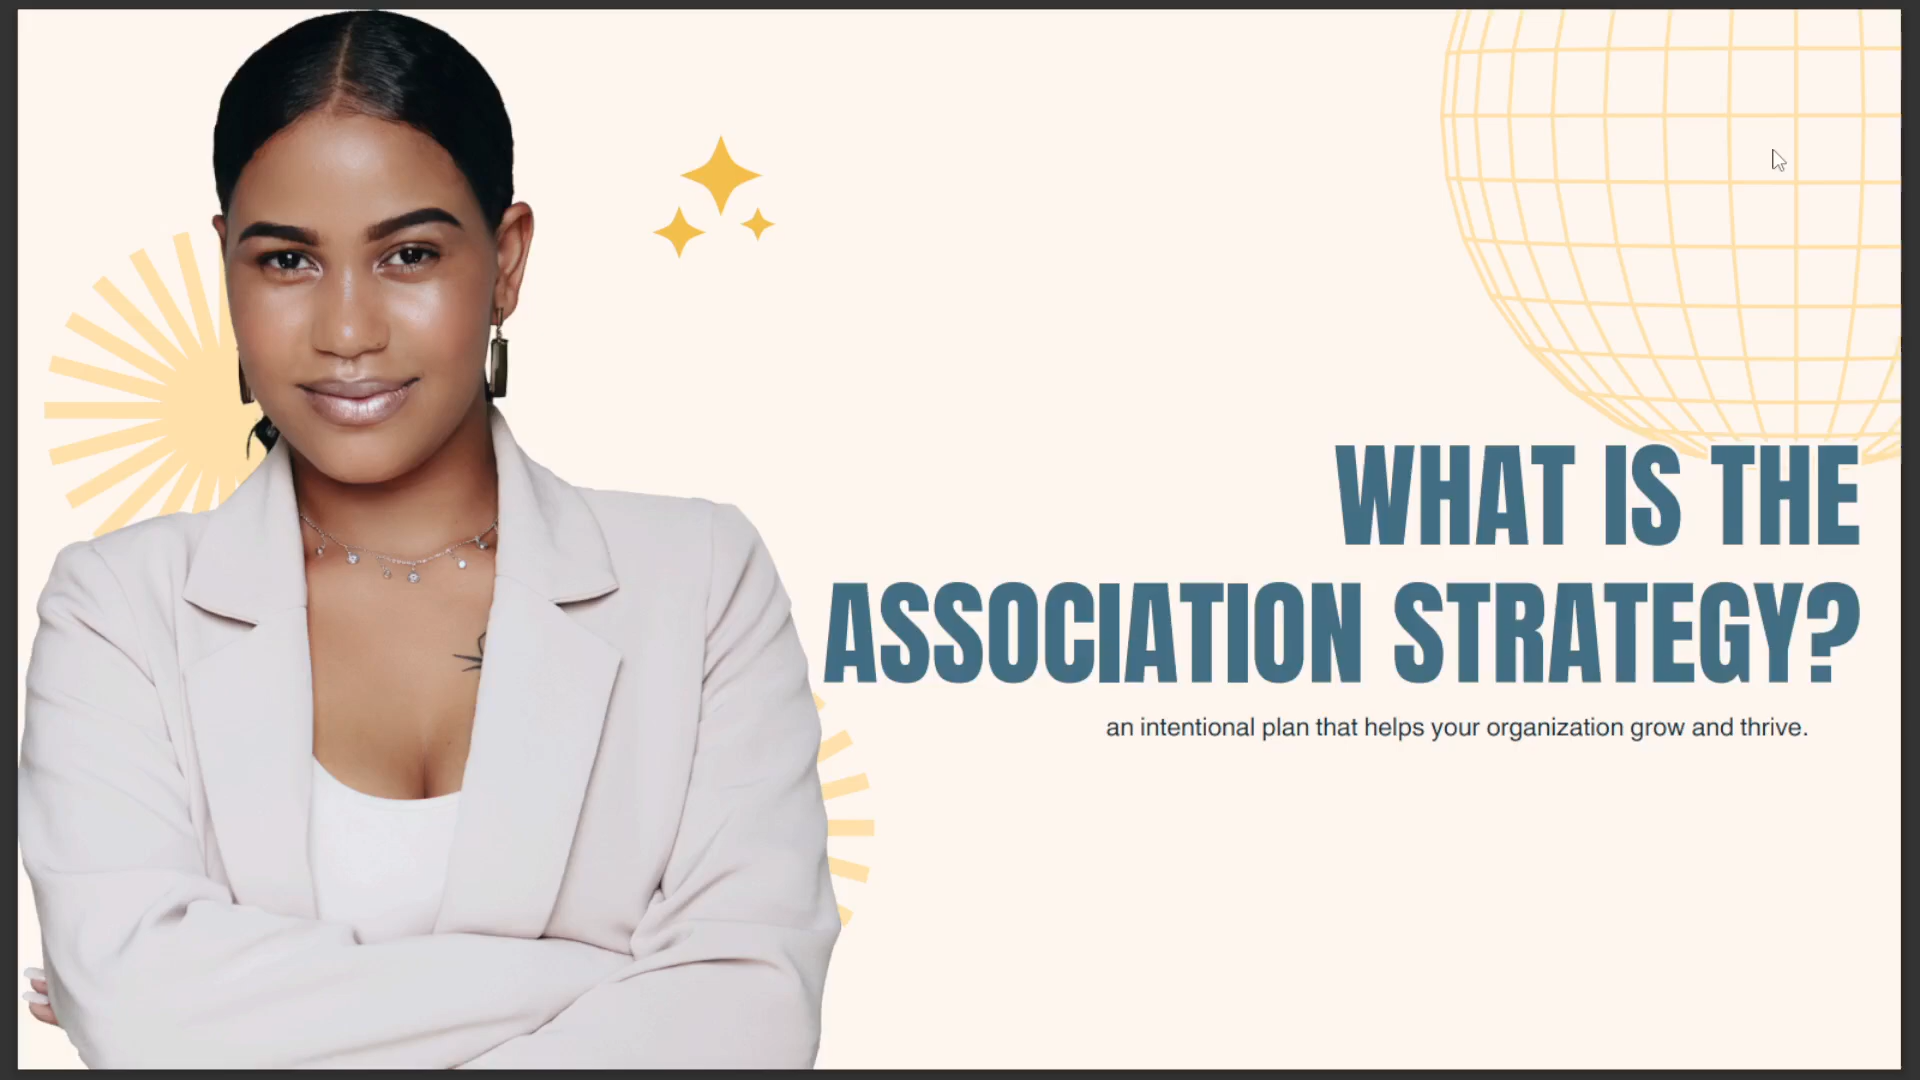 WHAT IS THE
ASSOCIATION STRATEGY?
an intentional plan that helps your organization grow and thrive.